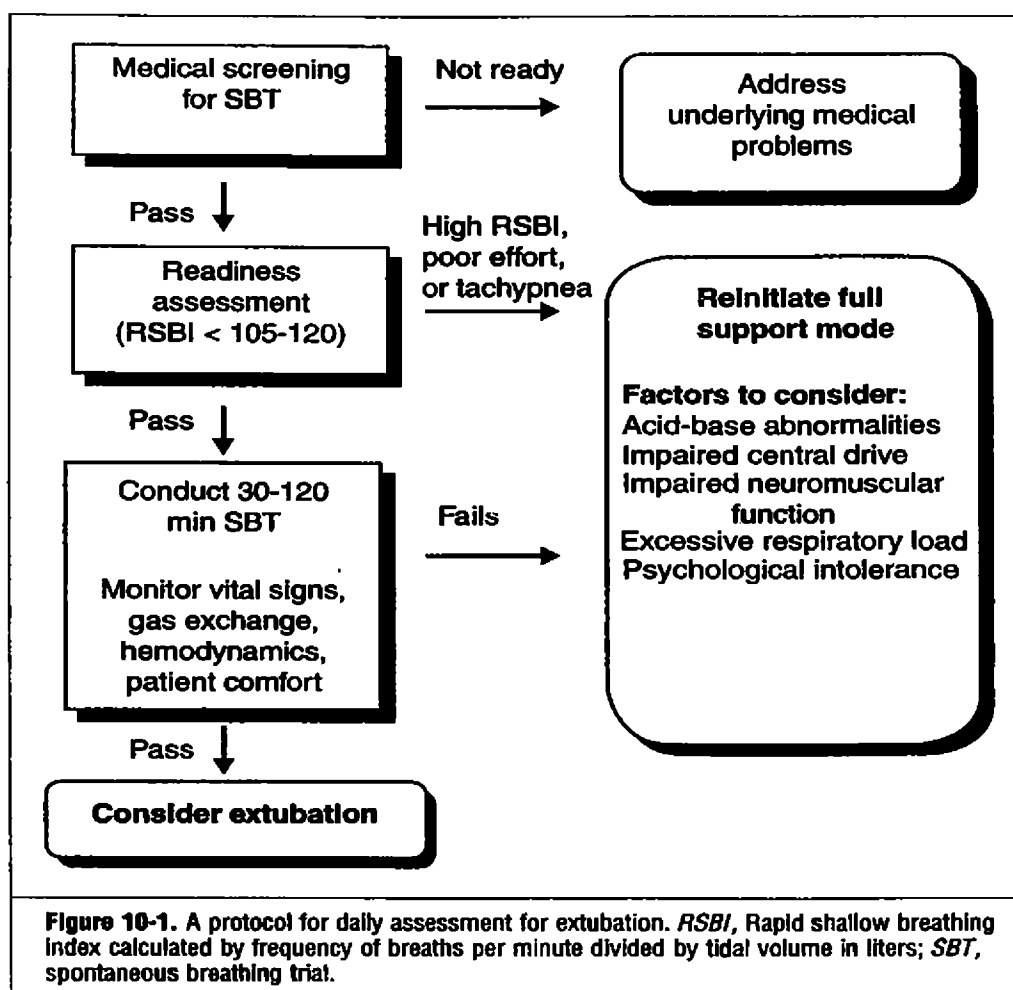 Medical screening
for SBT
Not ready
Address
underlying medical
problems
Pass
High RSBI,
poor effort,
or tachypnea
Readiness
assessment
(RSBI < 105-120)
Reinitiate full
support mode
Factors to consider:
Acid-base abnormalities
Impaired central drive
Impaired neuromuscular
function
Excessive respiratory load
Psychological intolerance
Pass
Conduct 30-120
min SBT
Monitor vital signs,
gas exchange,
hemodynamics,
patient comfort
Fails
Pass
Consider extubation
Figure 10-1. A protocol for daily assessment for extubation. RSBI, Rapid shallow breathing
index calculated by frequency of breaths per minute divided by tidal volume in liters; SBT,
spontaneous breathing trial.